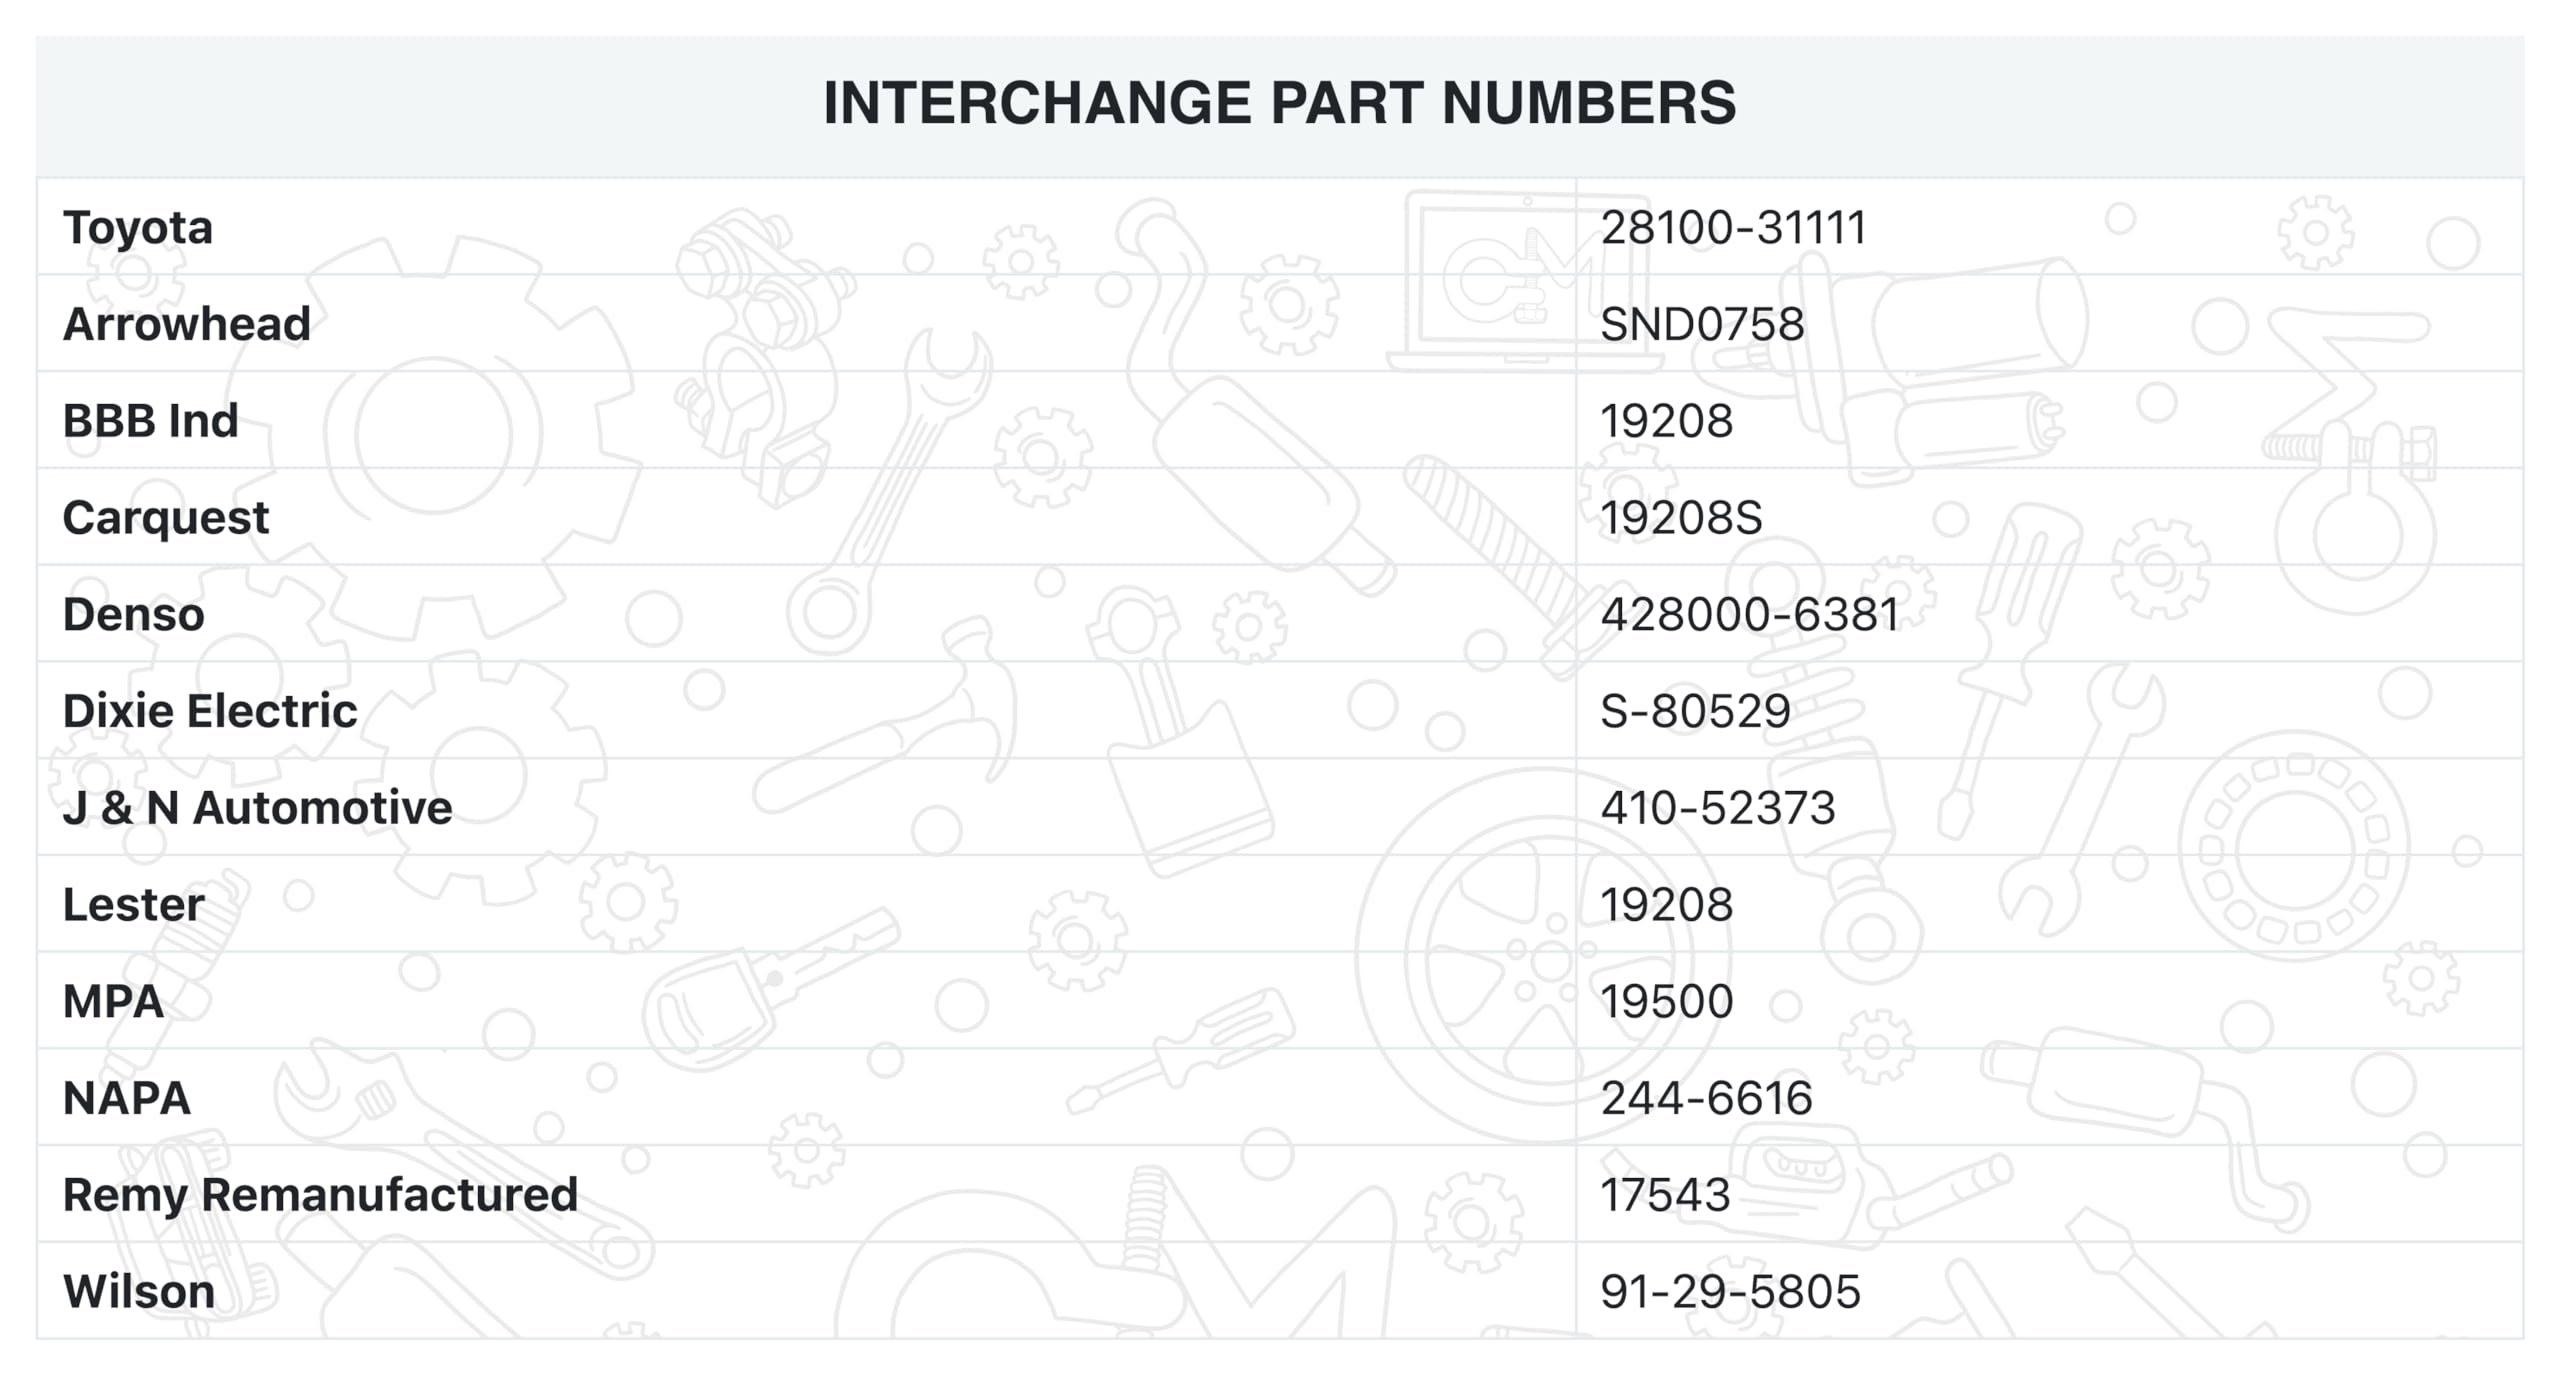 INTERCHANGE PART NUMBERS
Toyota 28100-31111
Arrowhead SND0758
BBB Ind 19208
Carquest 19208S
Denso 428000-6381
Dixie Electric S-80529
J & N Automotive 410-52373
Lester 19208
MPA 19500
NAPA 244-6616
Remy Remanufactured 17543
Wilson 91-29-5805